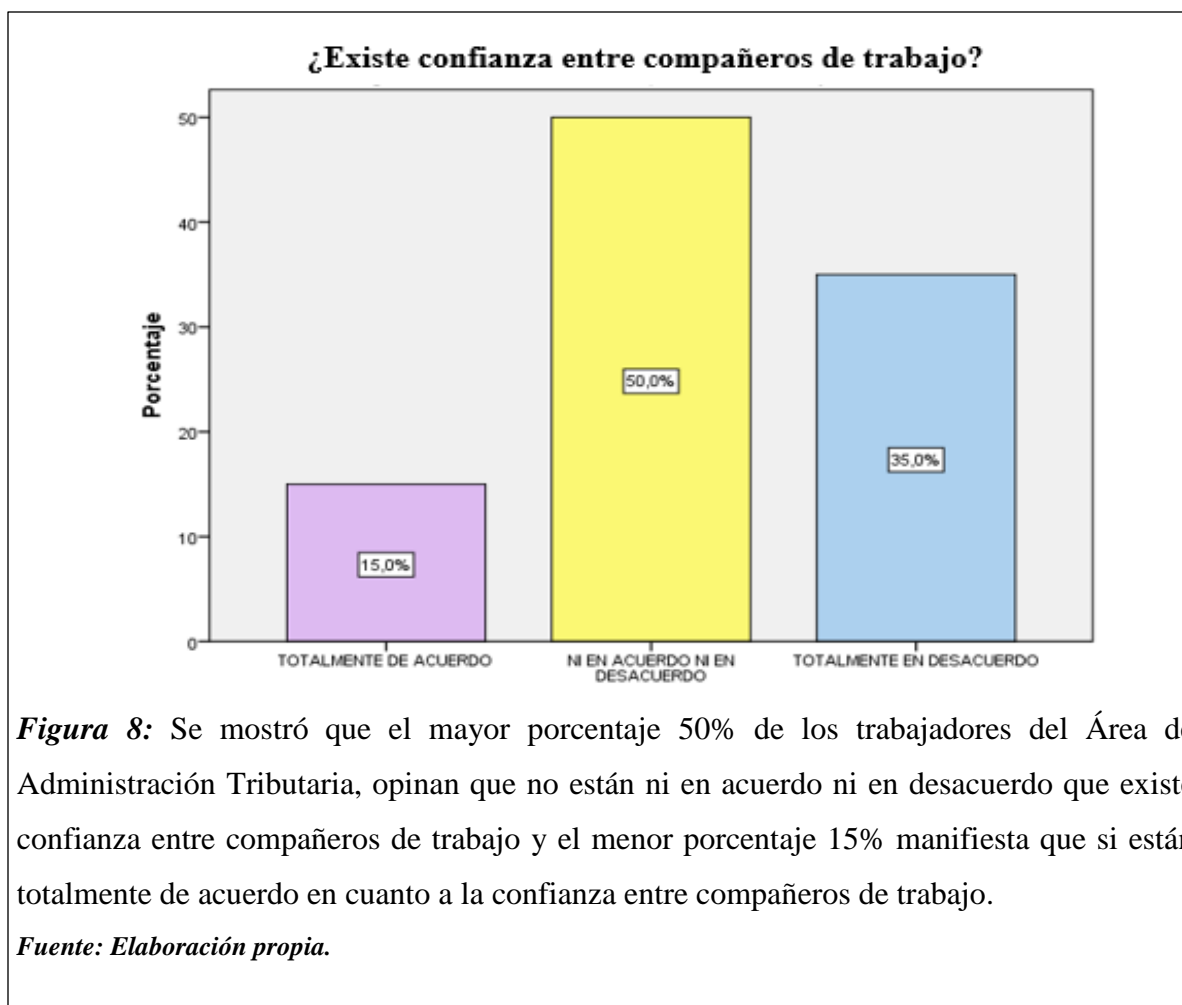 ¿Existe confianza entre compañeros de trabajo?
Porcentaje
50
40
30
20
10
0
15,0%
50,0%
35,0%
TOTALMENTE DE ACUERDO
NI EN ACUERDO NI EN
DESACUERDO
TOTALMENTE EN DESACUERDO
Figura 8: Se mostró que el mayor porcentaje 50% de los trabajadores del Área de
Administración Tributaria, opinan que no están ni en acuerdo ni en desacuerdo que existe
confianza entre compañeros de trabajo y el menor porcentaje 15% manifiesta que si están
totalmente de acuerdo en cuanto a la confianza entre compañeros de trabajo.
Fuente: Elaboración propia.